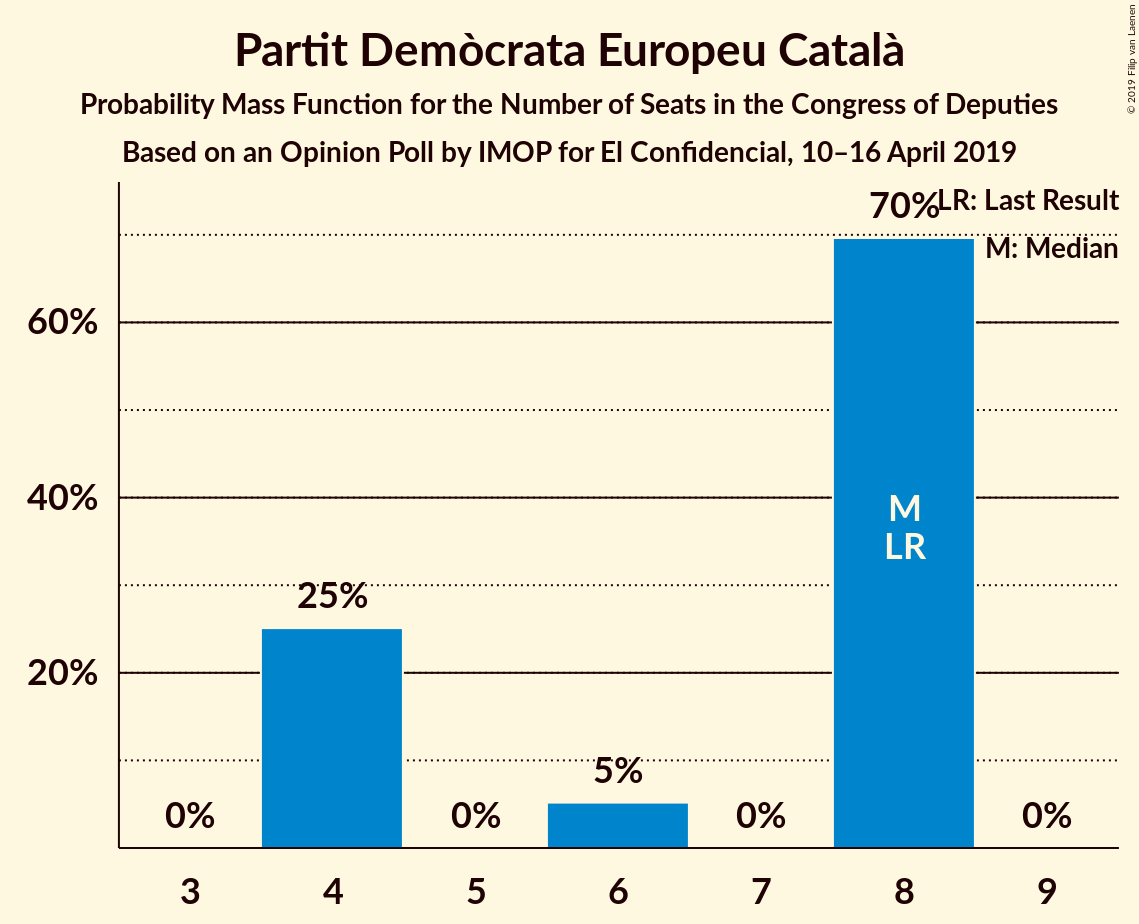 Partit Demòcrata Europeu Català
Probability Mass Function for the Number of Seats in the Congress of Deputies
Based on an Opinion Poll by IMOP for El Confidencial, 10–16 April 2019
© 2019 Filip van Laenen
LR: Last Result
M: Median
60%
40%
20%
0%
25%
0%
5%
0%
70%
0%
M
LR
3 4 5 6 7 8 9